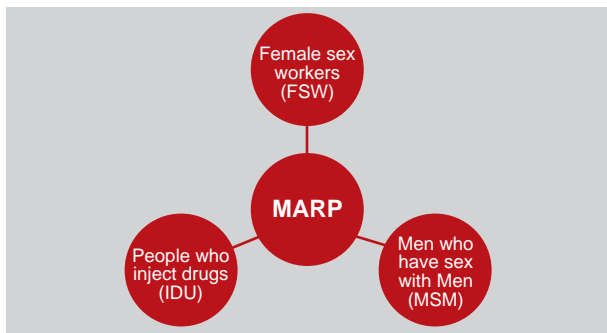 Female sex
workers
(FSW)
MARP
People who
inject drugs
(IDU)
Men who
have sex
with Men
(MSM)